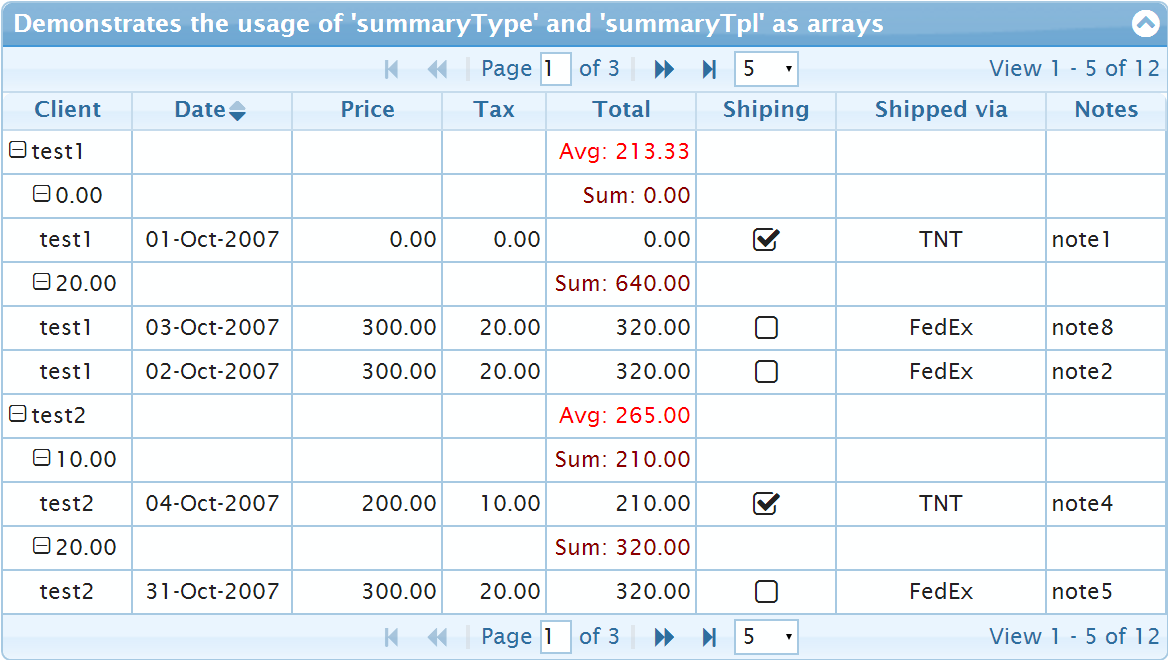 Demonstrates the usage of 'summaryType' and 'summaryTpl' as arrays
Page 1 of 3 5 View 1 - 5 of 12
Client Date Price Tax Total Shiping Shipped via Notes
test1 Avg: 213.33
0.00 Sum: 0.00
test1 01-Oct-2007 0.00 0.00 0.00 TNT note1
20.00 Sum: 640.00
test1 03-Oct-2007 300.00 20.00 320.00 FedEx note8
test1 02-Oct-2007 300.00 20.00 320.00 FedEx note2
test2 Avg: 265.00
10.00 Sum: 210.00
test2 04-Oct-2007 200.00 10.00 210.00 TNT note4
20.00 Sum: 320.00
test2 31-Oct-2007 300.00 20.00 320.00 FedEx note5
Page 1 of 3 5 View 1 - 5 of 12